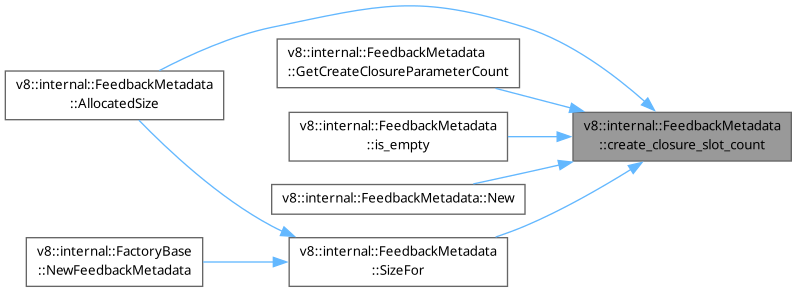 v8::internal::FeedbackMetadata
::AllocatedSize
v8::internal::FeedbackMetadata
::GetCreateClosureParameterCount
v8::internal::FeedbackMetadata
::is_empty
v8::internal::FeedbackMetadata
::create_closure_slot_count
v8::internal::FeedbackMetadata::New
v8::internal::FactoryBase
::NewFeedbackMetadata
v8::internal::FeedbackMetadata
::SizeFor